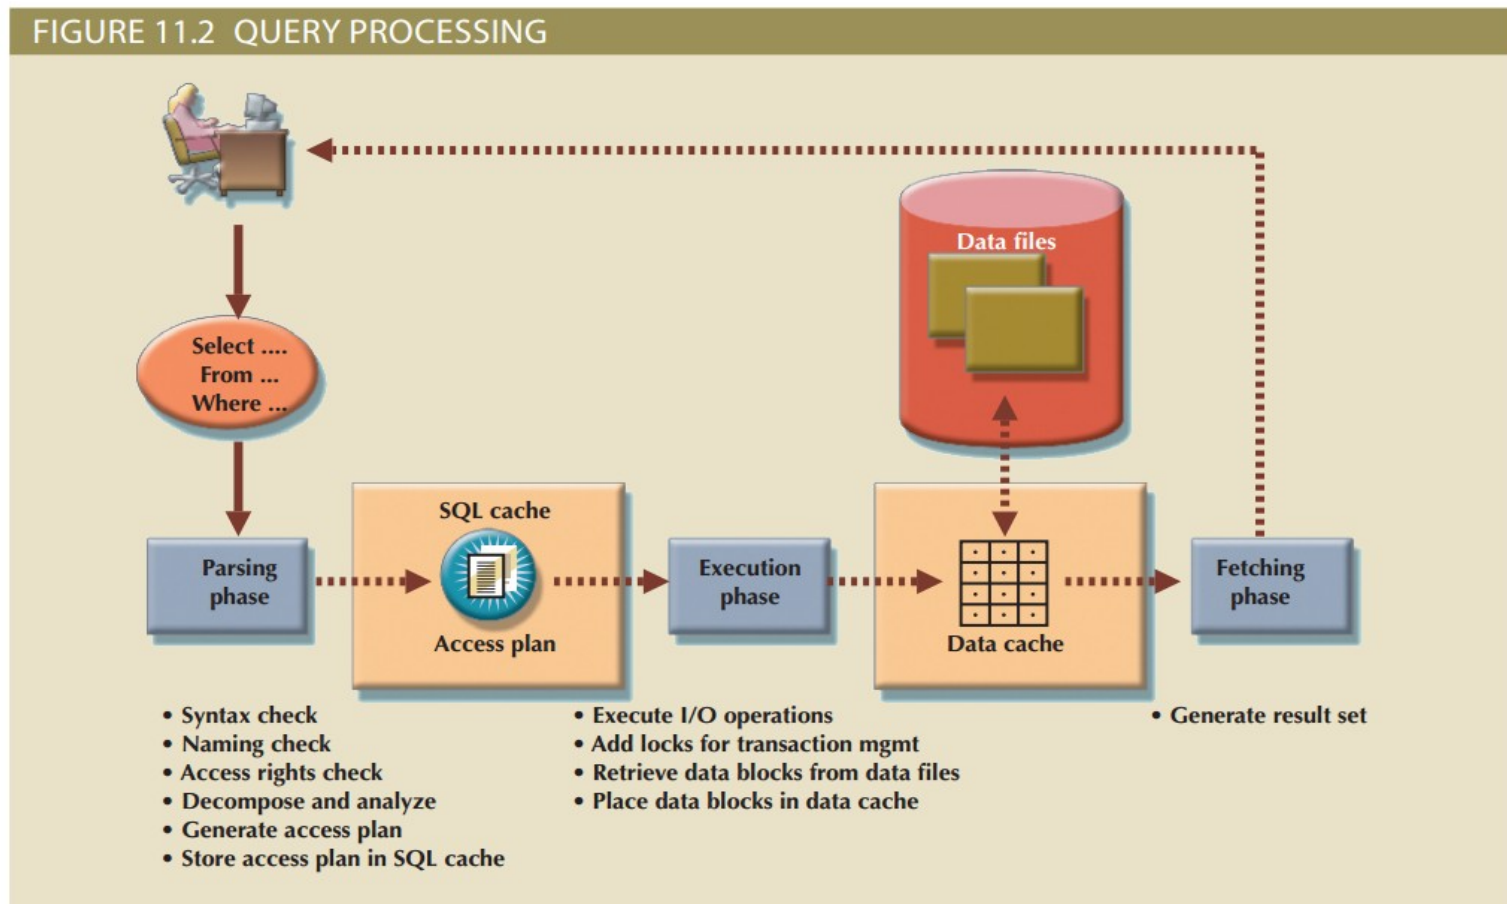 FIGURE 11.2 QUERY PROCESSING
Data files
Select ....
From ...
Where ...
Parsing
phase
SQL cache
Access plan
Execution
phase
Data cache
Fetching
phase
• Syntax check
• Naming check
• Access rights check
• Decompose and analyze
• Generate access plan
• Store access plan in SQL cache
• Execute I/O operations
• Add locks for transaction mgmt
• Retrieve data blocks from data files
• Place data blocks in data cache
• Generate result set